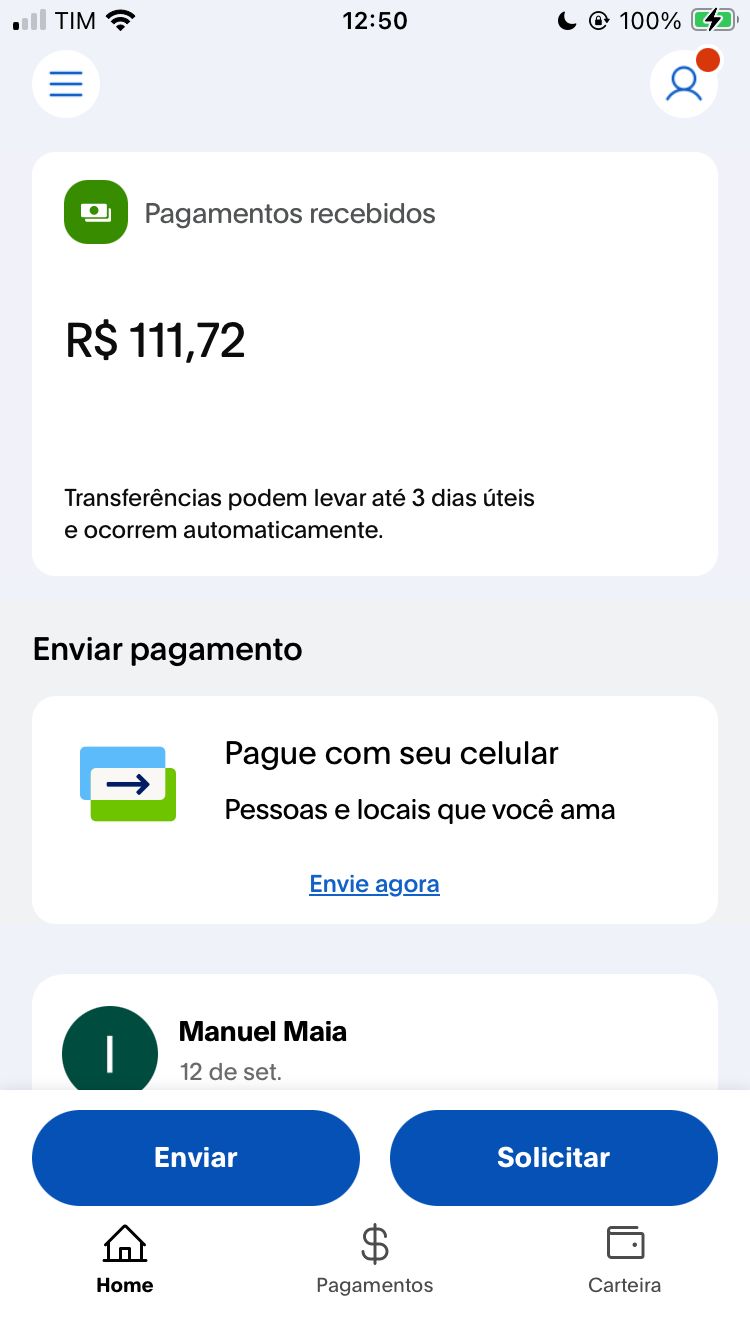 TIM 12:50 100%
Pagamentos recebidos
R$ 111,72
Transferências podem levar até 3 dias úteis
e ocorrem automaticamente.
Enviar pagamento
Pague com seu celular
Pessoas e locais que você ama
Envie agora
I
Manuel Maia
12 de set.
Enviar Solicitar
Home Pagamentos Carteira